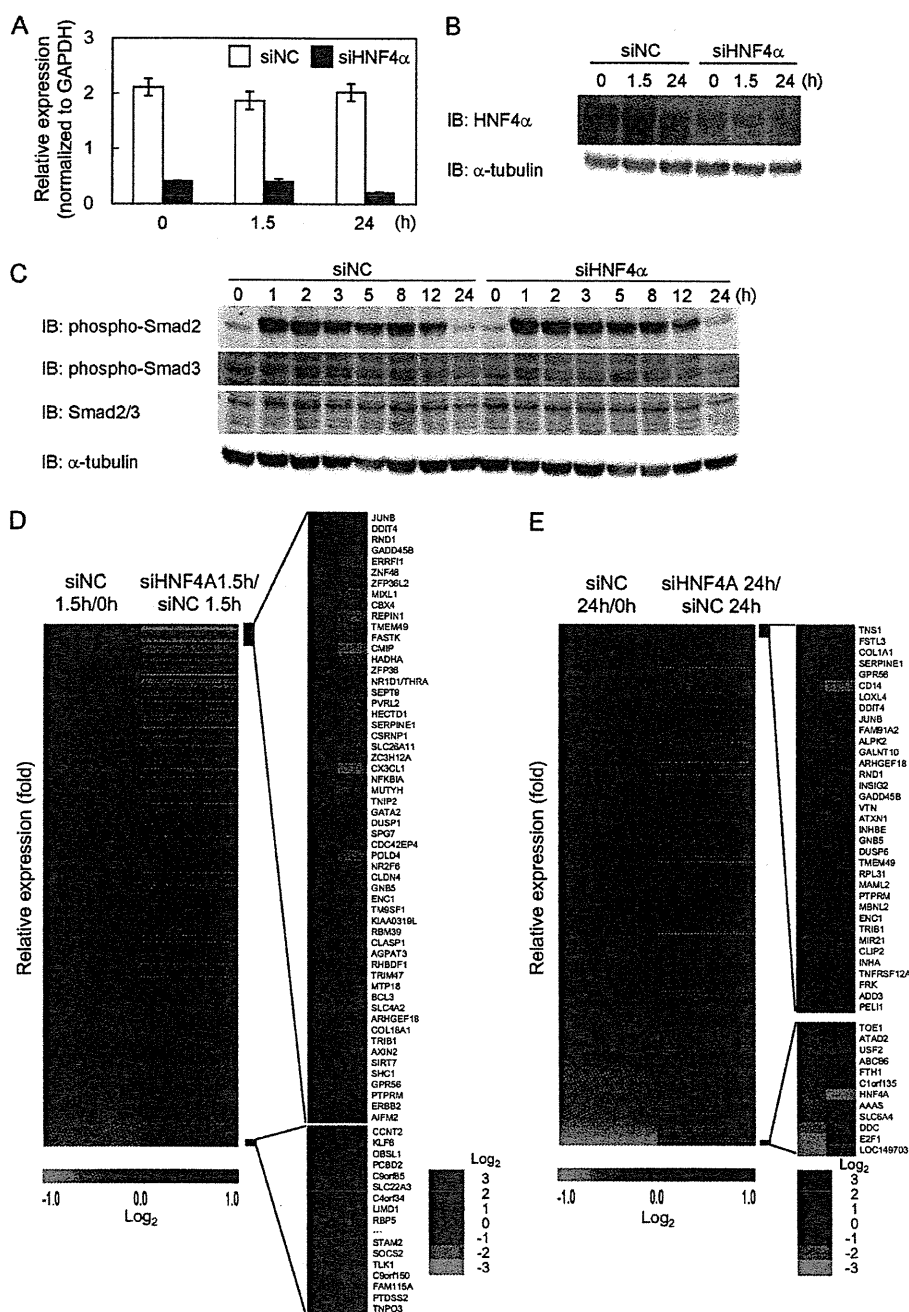 A
Relative expression
(normalized to GAPDH)
3
2
1
0
siNC
siHNF4α
0 1.5 24 (h)
B
siNC siHNF4α
0 1.5 24 0 1.5 24 (h)
IB: HNF4α
IB: α-tubulin
C
siNC siHNF4α
0 1 2 3 5 8 12 24 0 1 2 3 5 8 12 24 (h)
IB: phospho-Smad2
IB: phospho-Smad3
IB: Smad2/3
IB: α-tubulin
D
siNC
1.5h/0h
siHNF4A1.5h/
siNC 1.5h
Relative expression (fold)
-1.0 0.0 1.0
Log2
JUNB
DDIT4
RND1
GADD45B
ERRFI1
ZNF48
ZFP36L2
MIXL1
CBX4
REPIN1
TMEM49
FASTK
CMIP
HADHA
ZFP36
NR1D1/THRA
SEPT9
PVRL2
HECTD1
SERPINE1
CSRNP1
SLC26A11
ZC3H12A
CX3CL1
NFKBIA
MUTYH
TNIP2
GATA2
DUSP1
SPG7
CDC42EP4
POLD4
NR2F6
CLDN4
GNB5
ENC1
TM9SF1
KIAA0319L
RBM39
CLASP1
AGPAT3
RHBDF1
TRIM47
MTP18
BCL3
SLC4A2
ARHGEF18
COL18A1
TRIB1
AXIN2
SIRT7
SHC1
GPR56
PTPRM
ERBB2
AIFM2
CCNT2
KLF6
OBSL1
PCBD2
C9orf85
SLC22A3
C4orf34
LIMD1
RBP5
---
STAM2
SOCS2
TLK1
C9orf150
FAM115A
PTDSS2
TNPO3
Log2
3
2
1
0
-1
-2
-3
E
siNC
24h/0h
siHNF4A 24h/
siNC 24h
Relative expression (fold)
-1.0 0.0 1.0
Log2
TNS1
FSTL3
COL1A1
SERPINE1
GPR56
CD14
LOXL4
DDIT4
JUNB
FAM91A2
ALPK2
GALNT10
ARHGEF18
RND1
INSIG2
GADD45B
VTN
ATXN1
INHBE
GNB5
DUSP6
TMEM49
RPL31
MAML2
PTPRM
MBNL2
ENC1
TRIB1
MIR21
CLIP2
INHA
TNFRSF12A
FRK
ADD3
PELI1
TOE1
ATAD2
USF2
ABCB6
FTH1
C1orf135
HNF4A
AAAS
SLC6A4
DDC
E2F1
LOC149703
Log2
3
2
1
0
-1
-2
-3